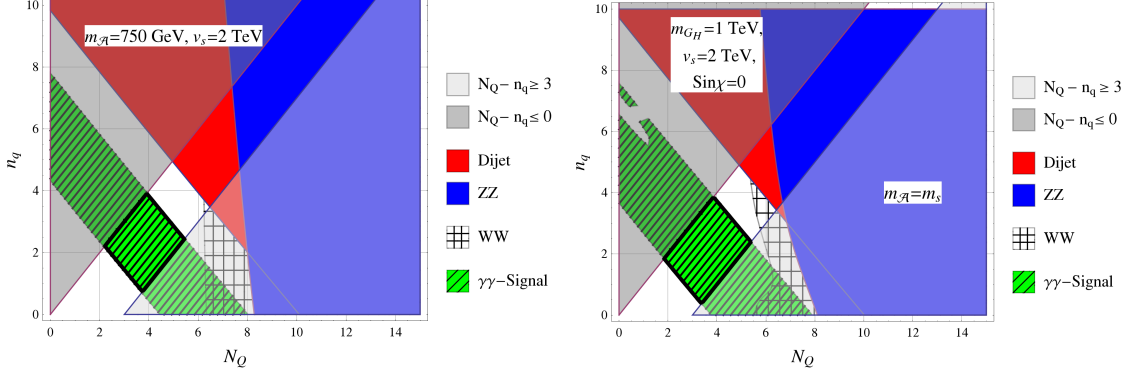 m𝒜=750 GeV, vs=2 TeV
10
8
6
4
2
0
nq
0 2 4 6 8 10 12 14
NQ
NQ − nq ≥ 3
NQ − nq ≤ 0
Dijet
ZZ
WW
γγ−Signal
mGH=1 TeV,
vs=2 TeV,
Sinχ=0
m𝒜=ms
10
8
6
4
2
0
nq
0 2 4 6 8 10 12 14
NQ
NQ − nq ≥ 3
NQ − nq ≤ 0
Dijet
ZZ
WW
γγ−Signal